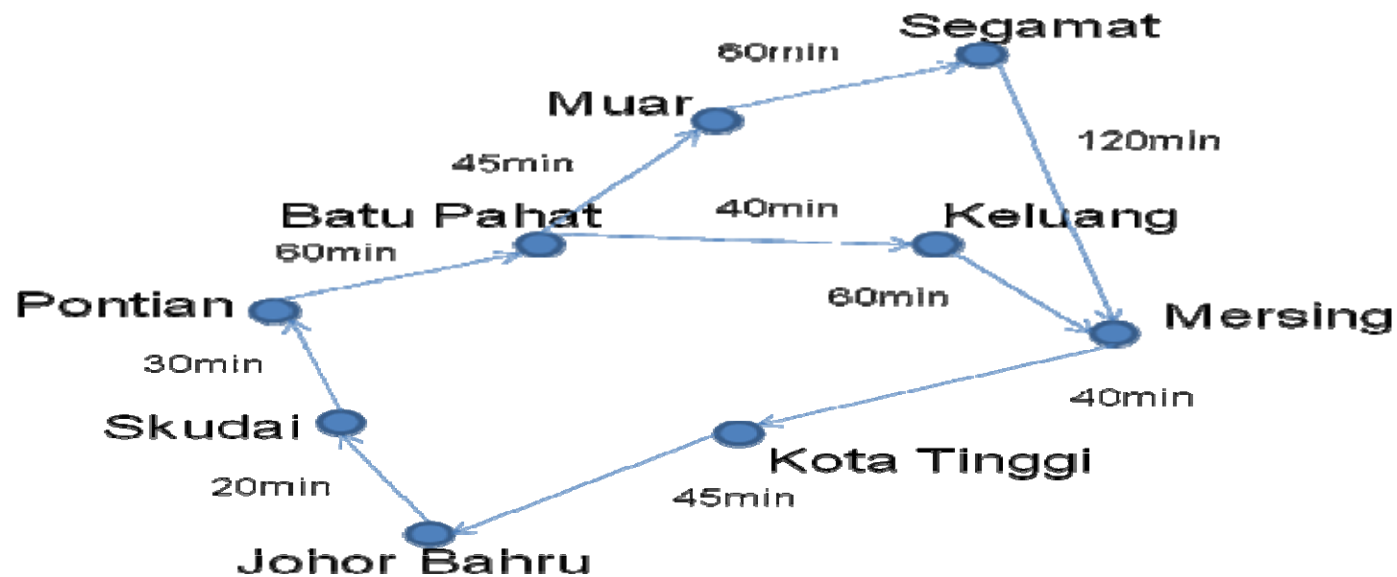 Segamat
60min
Muar
120min
45min
Batu Pahat
40min
Keluang
60min
60min
Pontian
Mersing
30min
40min
Skudai
Kota Tinggi
20min
45min
Johor Bahru